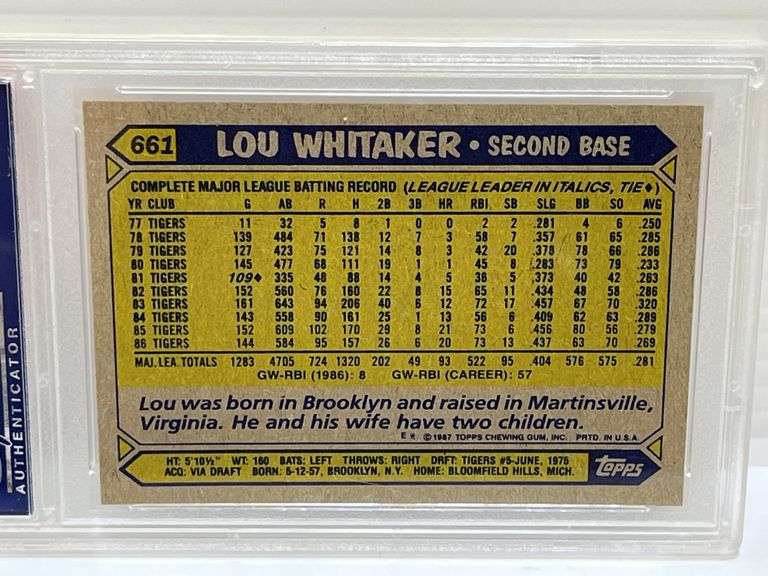 661 LOU WHITAKER • SECOND BASE
COMPLETE MAJOR LEAGUE BATTING RECORD (LEAGUE LEADER IN ITALICS, TIE♦)
YR CLUB G AB R H 2B 3B HR RBI SB SLG BB SO AVG
77 TIGERS 11 32 5 8 1 0 0 2 2 .281 4 6 .250
78 TIGERS 139 484 71 138 12 7 3 58 7 .357 61 65 .285
79 TIGERS 127 423 75 121 14 8 3 42 20 .378 78 66 .286
80 TIGERS 145 477 68 111 19 1 1 45 8 .283 73 79 .233
81 TIGERS 109♦ 335 48 88 14 4 5 36 5 .373 40 42 .263
82 TIGERS 152 560 76 160 22 8 15 65 11 .434 48 58 .286
83 TIGERS 161 643 94 206 40 6 12 72 17 .457 67 70 .320
84 TIGERS 143 558 90 161 25 1 13 56 6 .409 62 63 .289
85 TIGERS 152 609 102 170 29 8 21 73 6 .456 80 56 .279
86 TIGERS 144 584 95 157 26 6 20 73 13 .437 63 70 .269
MAJ. LEA. TOTALS 1283 4705 724 1320 202 49 93 522 95 .404 576 575 .281
GW-RBI (1986): 8 GW-RBI (CAREER): 57
Lou was born in Brooklyn and raised in Martinsville,
Virginia. He and his wife have two children.
©1987 TOPPS CHEWING GUM, INC. PRTD. IN U.S.A.
HT: 5'10½" WT: 160 BATS: LEFT THROWS: RIGHT DRFT: TIGERS #5-JUNE, 1975
ACQ: VIA DRAFT BORN: 5-12-57, BROOKLYN, N.Y. HOME: BLOOMFIELD HILLS, MICH.
topps
AUTHENTICATOR